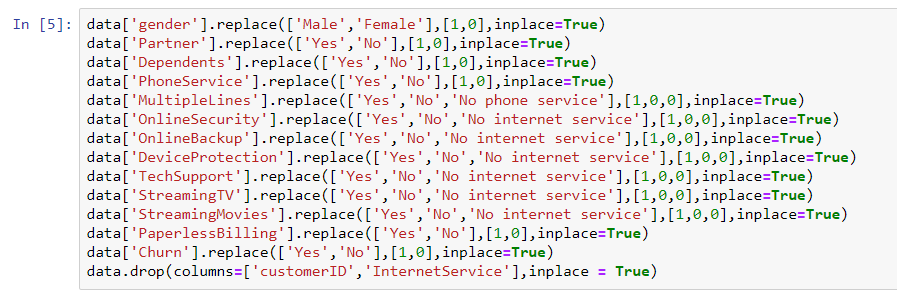 In [5]: data['gender'].replace(['Male','Female'],[1,0],inplace=True)
data['Partner'].replace(['Yes','No'],[1,0],inplace=True)
data['Dependents'].replace(['Yes','No'],[1,0],inplace=True)
data['PhoneService'].replace(['Yes','No'],[1,0],inplace=True)
data['MultipleLines'].replace(['Yes','No','No phone service'],[1,0,0],inplace=True)
data['OnlineSecurity'].replace(['Yes','No','No internet service'],[1,0,0],inplace=True)
data['OnlineBackup'].replace(['Yes','No','No internet service'],[1,0,0],inplace=True)
data['DeviceProtection'].replace(['Yes','No','No internet service'],[1,0,0],inplace=True)
data['TechSupport'].replace(['Yes','No','No internet service'],[1,0,0],inplace=True)
data['StreamingTV'].replace(['Yes','No','No internet service'],[1,0,0],inplace=True)
data['StreamingMovies'].replace(['Yes','No','No internet service'],[1,0,0],inplace=True)
data['PaperlessBilling'].replace(['Yes','No'],[1,0],inplace=True)
data['Churn'].replace(['Yes','No'],[1,0],inplace=True)
data.drop(columns=['customerID','InternetService'],inplace = True)